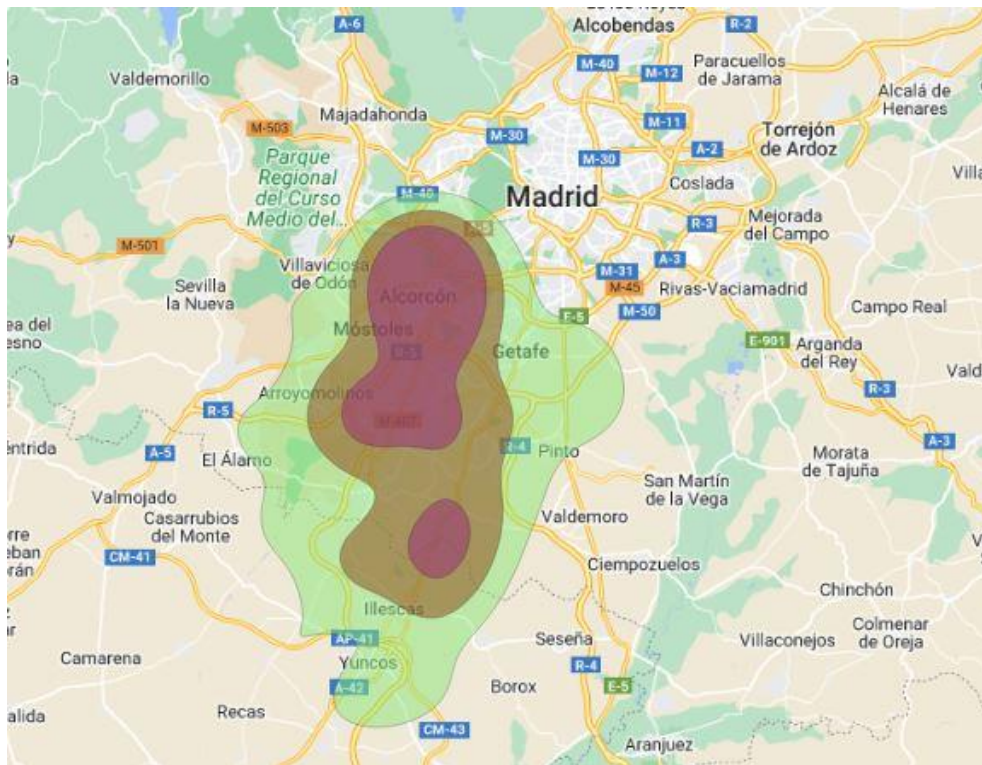 Alcobendas
A-6
R-2
Valdemorillo
M-40
M-12
Paracuellos
de Jarama
Alcalá de
Henares
Majadahonda
M-503
M-30
M-11
Torrejón
de Ardoz
Parque
Regional
del Curso
Medio del...
M-30
A-2
Coslada
M-40
Madrid
R-3
Mejorada
del Campo
M-501
Villaviciosa
de Odón
M-31
A-3
Sevilla
la Nueva
Alcorcón
M-45
Rivas-Vaciamadrid
Campo Real
Móstoles
E-5
M-50
Getafe
E-901
Arganda
del Rey
Arroyomolinos
R-3
R-5
A-5
El Álamo
R-4
Pinto
A-3
Morata
de Tajuña
Valmojado
San Martín
de la Vega
Casarrubios
del Monte
Valdemoro
CM-41
Ciempozuelos
Chinchón
Illescas
AP-41
Seseña
Villaconejos
Colmenar
de Oreja
Camarena
Yuncos
R-4
A-42
Borox
E-5
Recas
CM-43
Aranjuez